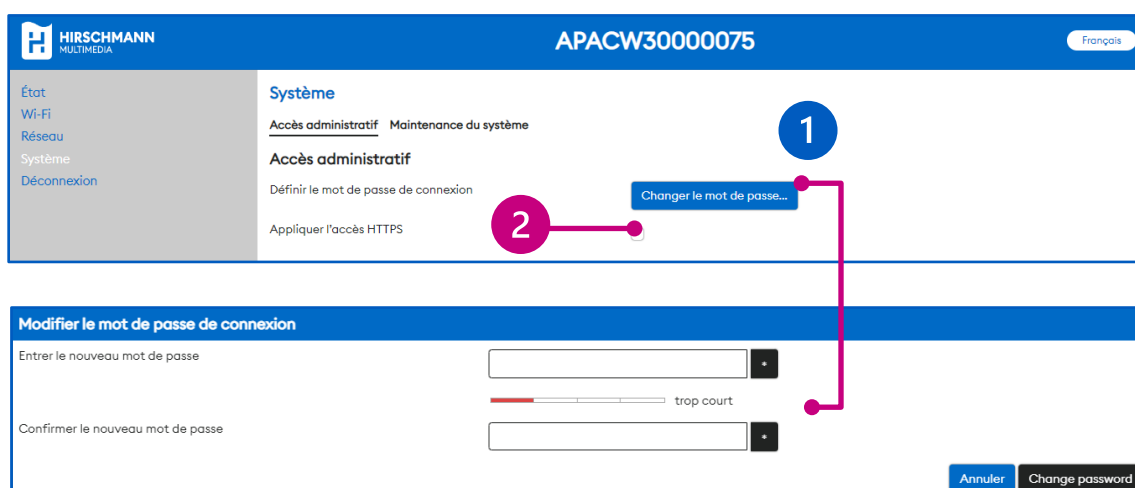 HIRSCHMANN
MULTIMEDIA
APACW30000075
Français
État
Wi-Fi
Réseau
Système
Déconnexion
Système
Accès administratif Maintenance du système
Accès administratif
Définir le mot de passe de connexion
Changer le mot de passe...
Appliquer l'accès HTTPS
1
2
Modifier le mot de passe de connexion
Entrer le nouveau mot de passe
*
trop court
Confirmer le nouveau mot de passe
*
Annuler Change password